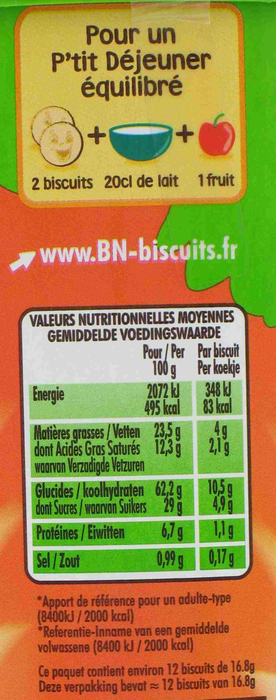 Pour un
P'tit Déjeuner
équilibré
2 biscuits 20cl de lait 1 fruit
www.BN-biscuits.fr
VALEURS NUTRITIONNELLES MOYENNES
GEMIDDELDE VOEDINGSWAARDE
Pour / Per Par biscuit
100 g Per koekje
Energie 2072 kJ 348 kJ
495 kcal 83 kcal
Matières grasses / Vetten 23,5 g 4 g
dont Acides Gras Saturés 12,3 g 2,1 g
waarvan Verzadigde Vetzuren
Glucides / koolhydraten 62,2 g 10,5 g
dont Sucres / waarvan Suikers 29 g 4,9 g
Protéines / Eiwitten 6,7 g 1,1 g
Sel / Zout 0,99 g 0,17 g
*Apport de référence pour un adulte-type
(8400kJ / 2000 kcal)
*Referentie-inname van een gemiddelde
volwassene (8400 kJ / 2000 kcal)
Ce paquet contient environ 12 biscuits de 16.8g
Deze verpakking bevat ≈ 12 biscuits van 16.8g